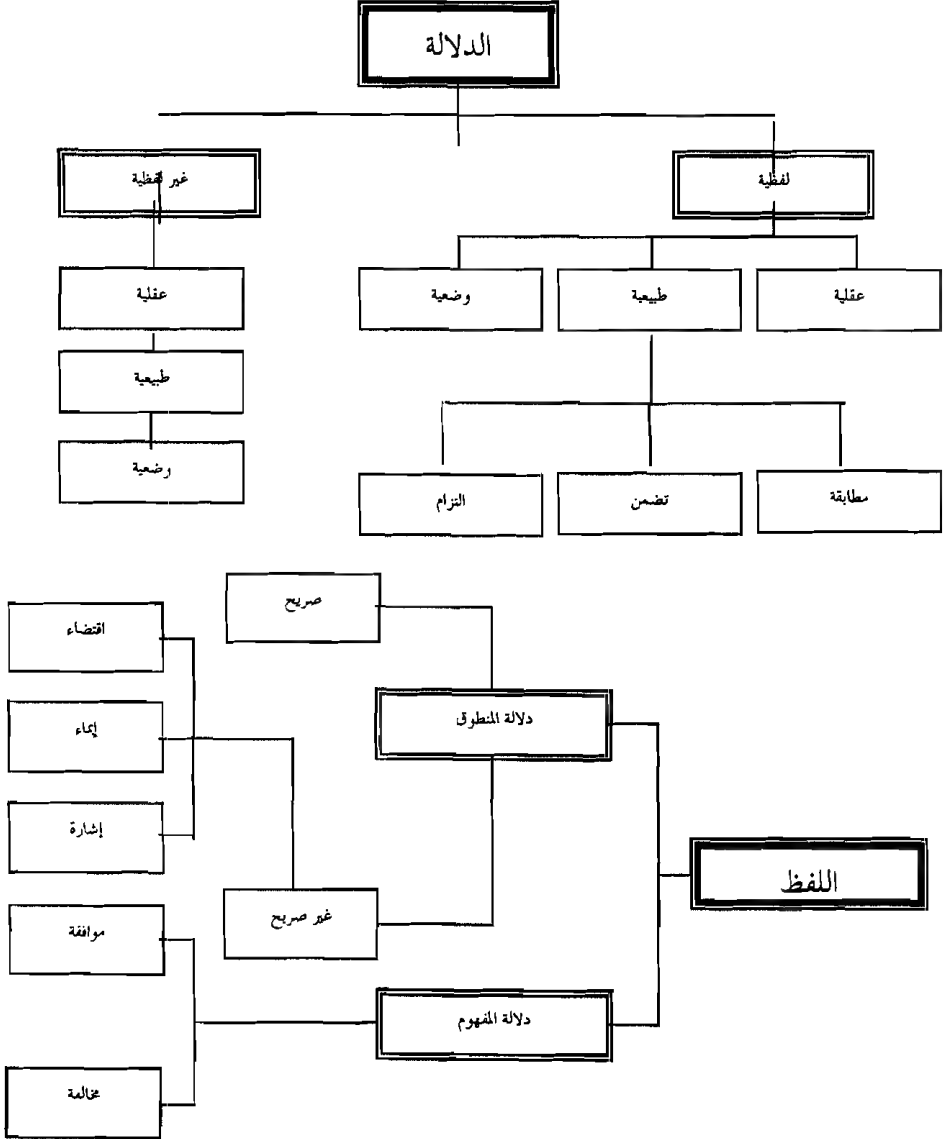 الدلالة
لفظية
غير لفظية
عقلية
طبيعية
وضعية
عقلية
طبيعية
وضعية
مطابقة
تضمن
التزام
صريح
اقتضاء
دلالة المنطوق
إيماء
إشارة
اللفظ
غير صريح
موافقة
دلالة المفهوم
مخالفة